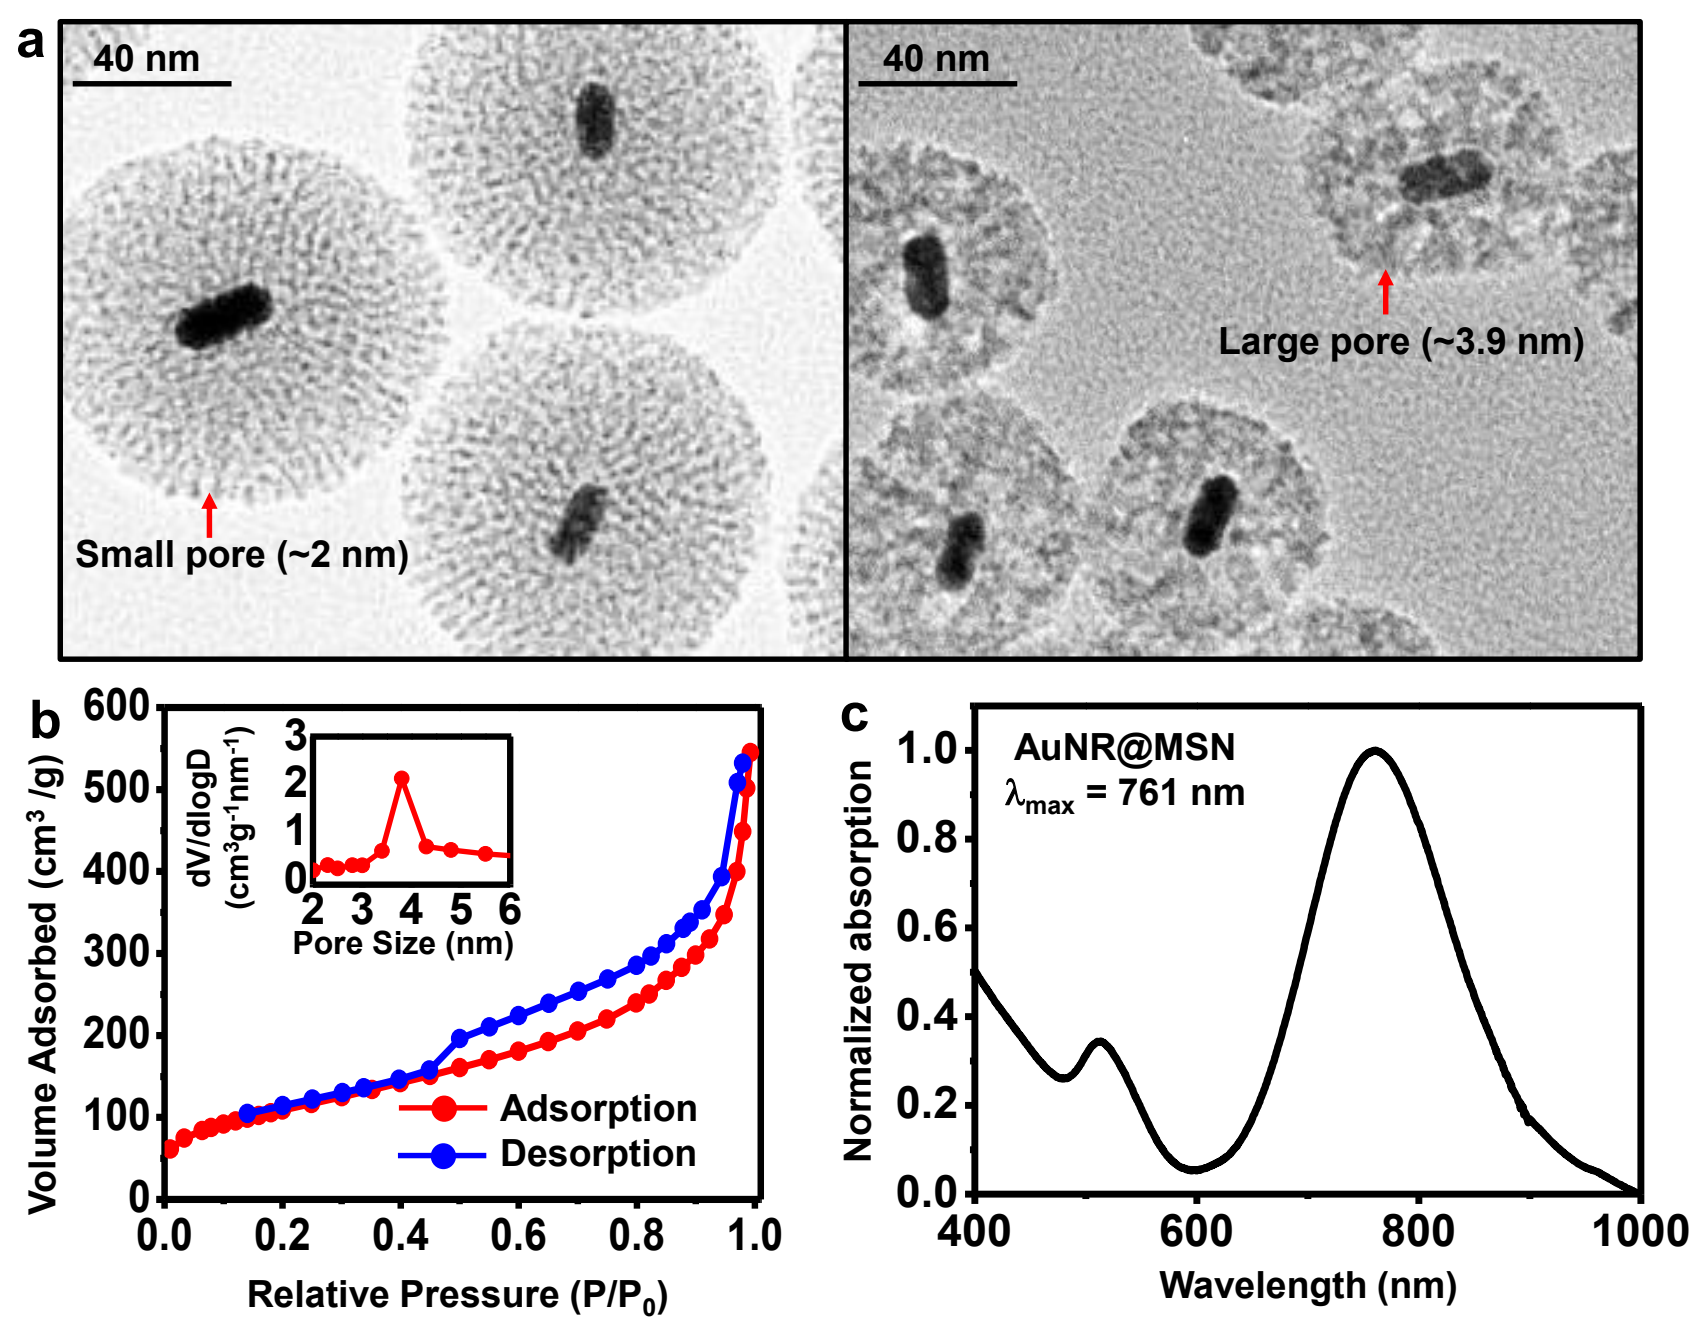 a
40 nm
40 nm
Small pore (~2 nm)
Large pore (~3.9 nm)
b
Volume Adsorbed (cm³ /g)
600
500
400
300
200
100
0
0.0 0.2 0.4 0.6 0.8 1.0
Relative Pressure (P/P₀)
dV/dlogD
(cm³g⁻¹nm⁻¹)
3
2
1
0
2 3 4 5 6
Pore Size (nm)
Adsorption
Desorption
c
Normalized absorption
1.0
0.8
0.6
0.4
0.2
0.0
400 600 800 1000
Wavelength (nm)
AuNR@MSN
λmax = 761 nm